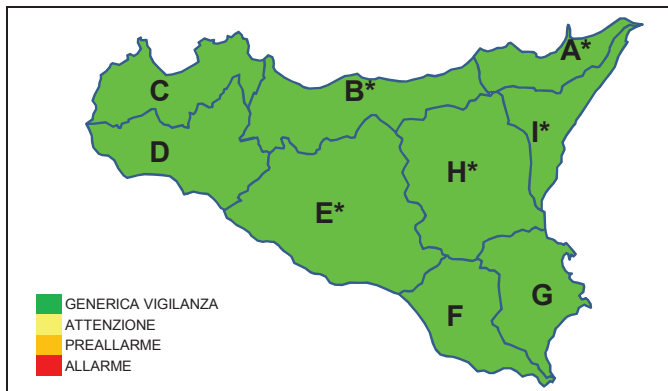 A*
C
B*
I*
D
H*
E*
G
F
GENERICA VIGILANZA
ATTENZIONE
PREALLARME
ALLARME